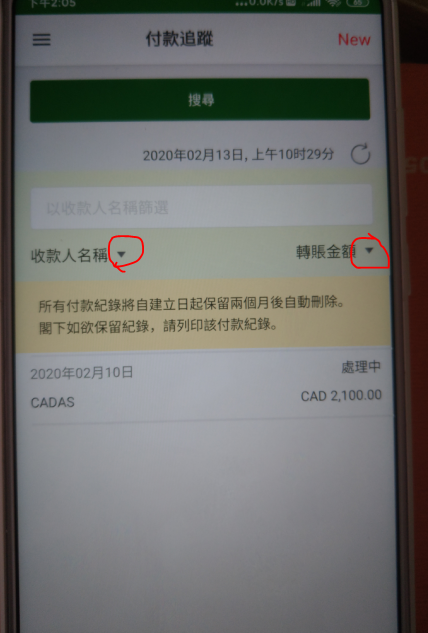 下午2:05
付款追蹤
New
搜尋
2020年02月13日, 上午10时29分
以收款人名稱篩選
收款人名稱
轉賬金額
所有付款紀錄將自建立日起保留兩個月後自動刪除。
閣下如欲保留紀錄，請列印該付款紀錄。
2020年02月10日
處理中
CADAS
CAD 2,100.00